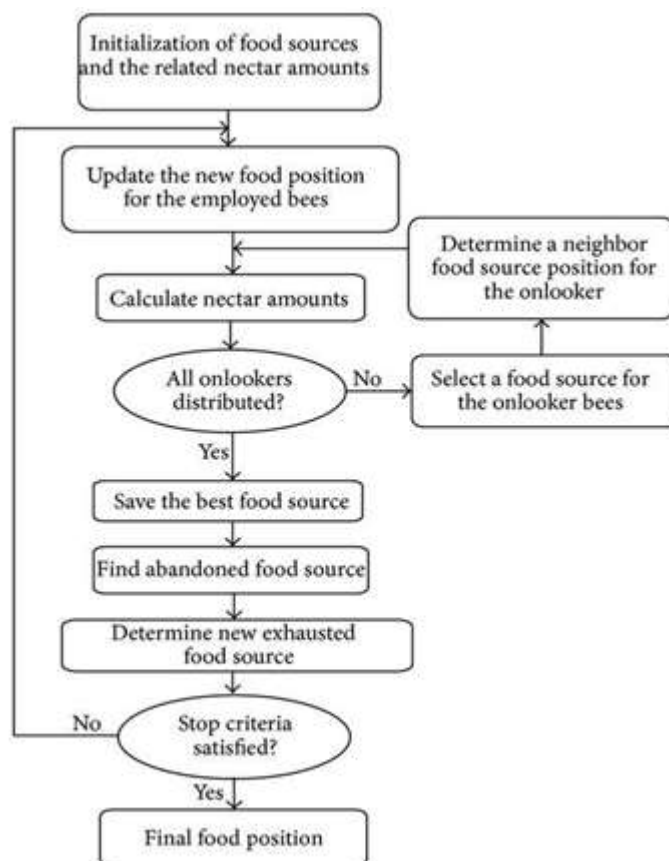 Initialization of food sources
and the related nectar amounts
Update the new food position
for the employed bees
Determine a neighbor
food source position for
the onlooker
Calculate nectar amounts
All onlookers
distributed?
No
Select a food source for
the onlooker bees
Yes
Save the best food source
Find abandoned food source
Determine new exhausted
food source
No
Stop criteria
satisfied?
Yes
Final food position